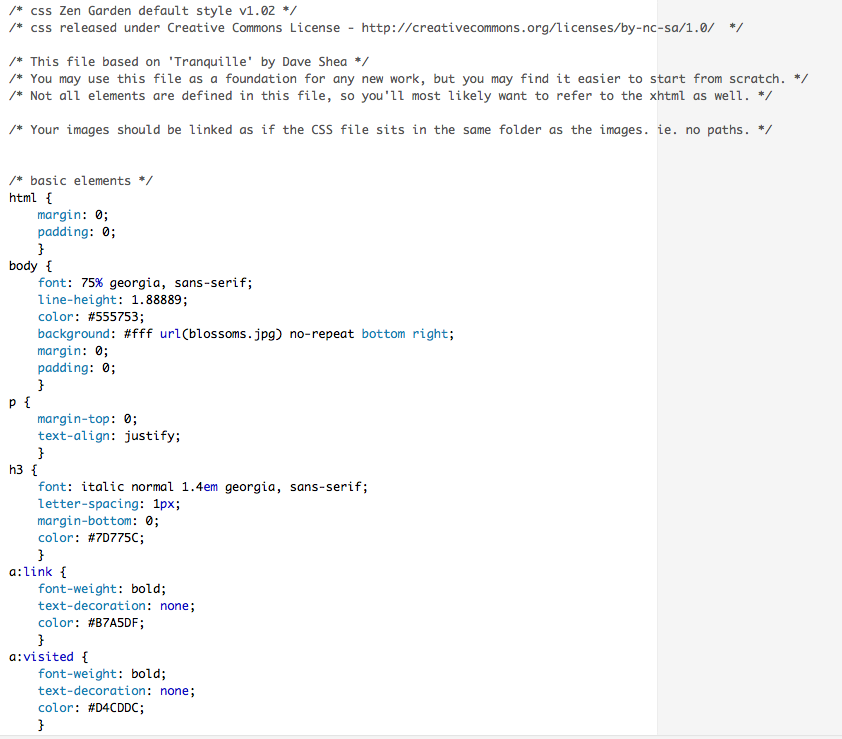 /* css Zen Garden default style v1.02 */
/* css released under Creative Commons License - http://creativecommons.org/licenses/by-nc-sa/1.0/  */

/* This file based on 'Tranquille' by Dave Shea */
/* You may use this file as a foundation for any new work, but you may find it easier to start from scratch. */
/* Not all elements are defined in this file, so you'll most likely want to refer to the xhtml as well. */

/* Your images should be linked as if the CSS file sits in the same folder as the images. ie. no paths. */


/* basic elements */
html {
    margin: 0;
    padding: 0;
    }
body {
    font: 75% georgia, sans-serif;
    line-height: 1.88889;
    color: #555753;
    background: #fff url(blossoms.jpg) no-repeat bottom right;
    margin: 0;
    padding: 0;
    }
p {
    margin-top: 0;
    text-align: justify;
    }
h3 {
    font: italic normal 1.4em georgia, sans-serif;
    letter-spacing: 1px;
    margin-bottom: 0;
    color: #7D775C;
    }
a:link {
    font-weight: bold;
    text-decoration: none;
    color: #B7A5DF;
    }
a:visited {
    font-weight: bold;
    text-decoration: none;
    color: #D4CDDC;
    }